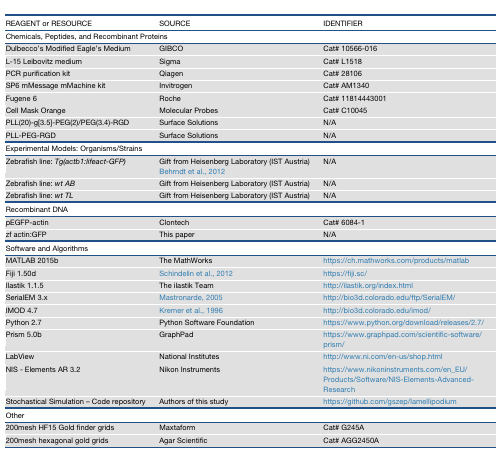 REAGENT or RESOURCE SOURCE IDENTIFIER
Chemicals, Peptides, and Recombinant Proteins
Dulbecco's Modified Eagle's Medium GIBCO Cat# 10566-016
L-15 Leibovitz medium Sigma Cat# L1518
PCR purification kit Qiagen Cat# 28106
SP6 mMessage mMachine kit Invitrogen Cat# AM1340
Fugene 6 Roche Cat# 11814443001
Cell Mask Orange Molecular Probes Cat# C10045
PLL(20)-g[3.5]-PEG(2)/PEG(3.4)-RGD Surface Solutions N/A
PLL-PEG-RGD Surface Solutions N/A
Experimental Models: Organisms/Strains
Zebrafish line: Tg(actb1:lifeact-GFP) Gift from Heisenberg Laboratory (IST Austria) N/A
Behrndt et al., 2012
Zebrafish line: wt AB Gift from Heisenberg Laboratory (IST Austria) N/A
Zebrafish line: wt TL Gift from Heisenberg Laboratory (IST Austria) N/A
Recombinant DNA
pEGFP-actin Clontech Cat# 6084-1
zf actin:GFP This paper N/A
Software and Algorithms
MATLAB 2015b The MathWorks https://ch.mathworks.com/products/matlab
Fiji 1.50d Schindelin et al., 2012 https://fiji.sc/
Ilastik 1.1.5 The ilastik Team http://ilastik.org/index.html
SerialEM 3.x Mastronarde, 2005 http://bio3d.colorado.edu/ftp/SerialEM/
IMOD 4.7 Kremer et al., 1996 http://bio3d.colorado.edu/imod/
Python 2.7 Python Software Foundation https://www.python.org/download/releases/2.7/
Prism 5.0b GraphPad https://www.graphpad.com/scientific-software/
prism/
LabView National Institutes http://www.ni.com/en-us/shop.html
NIS - Elements AR 3.2 Nikon Instruments https://www.nikoninstruments.com/en_EU/
Products/Software/NIS-Elements-Advanced-
Research
Stochastical Simulation – Code repository Authors of this study https://github.com/gszep/lamellipodium
Other
200mesh HF15 Gold finder grids Maxtaform Cat# G245A
200mesh hexagonal gold grids Agar Scientific Cat# AGG2450A